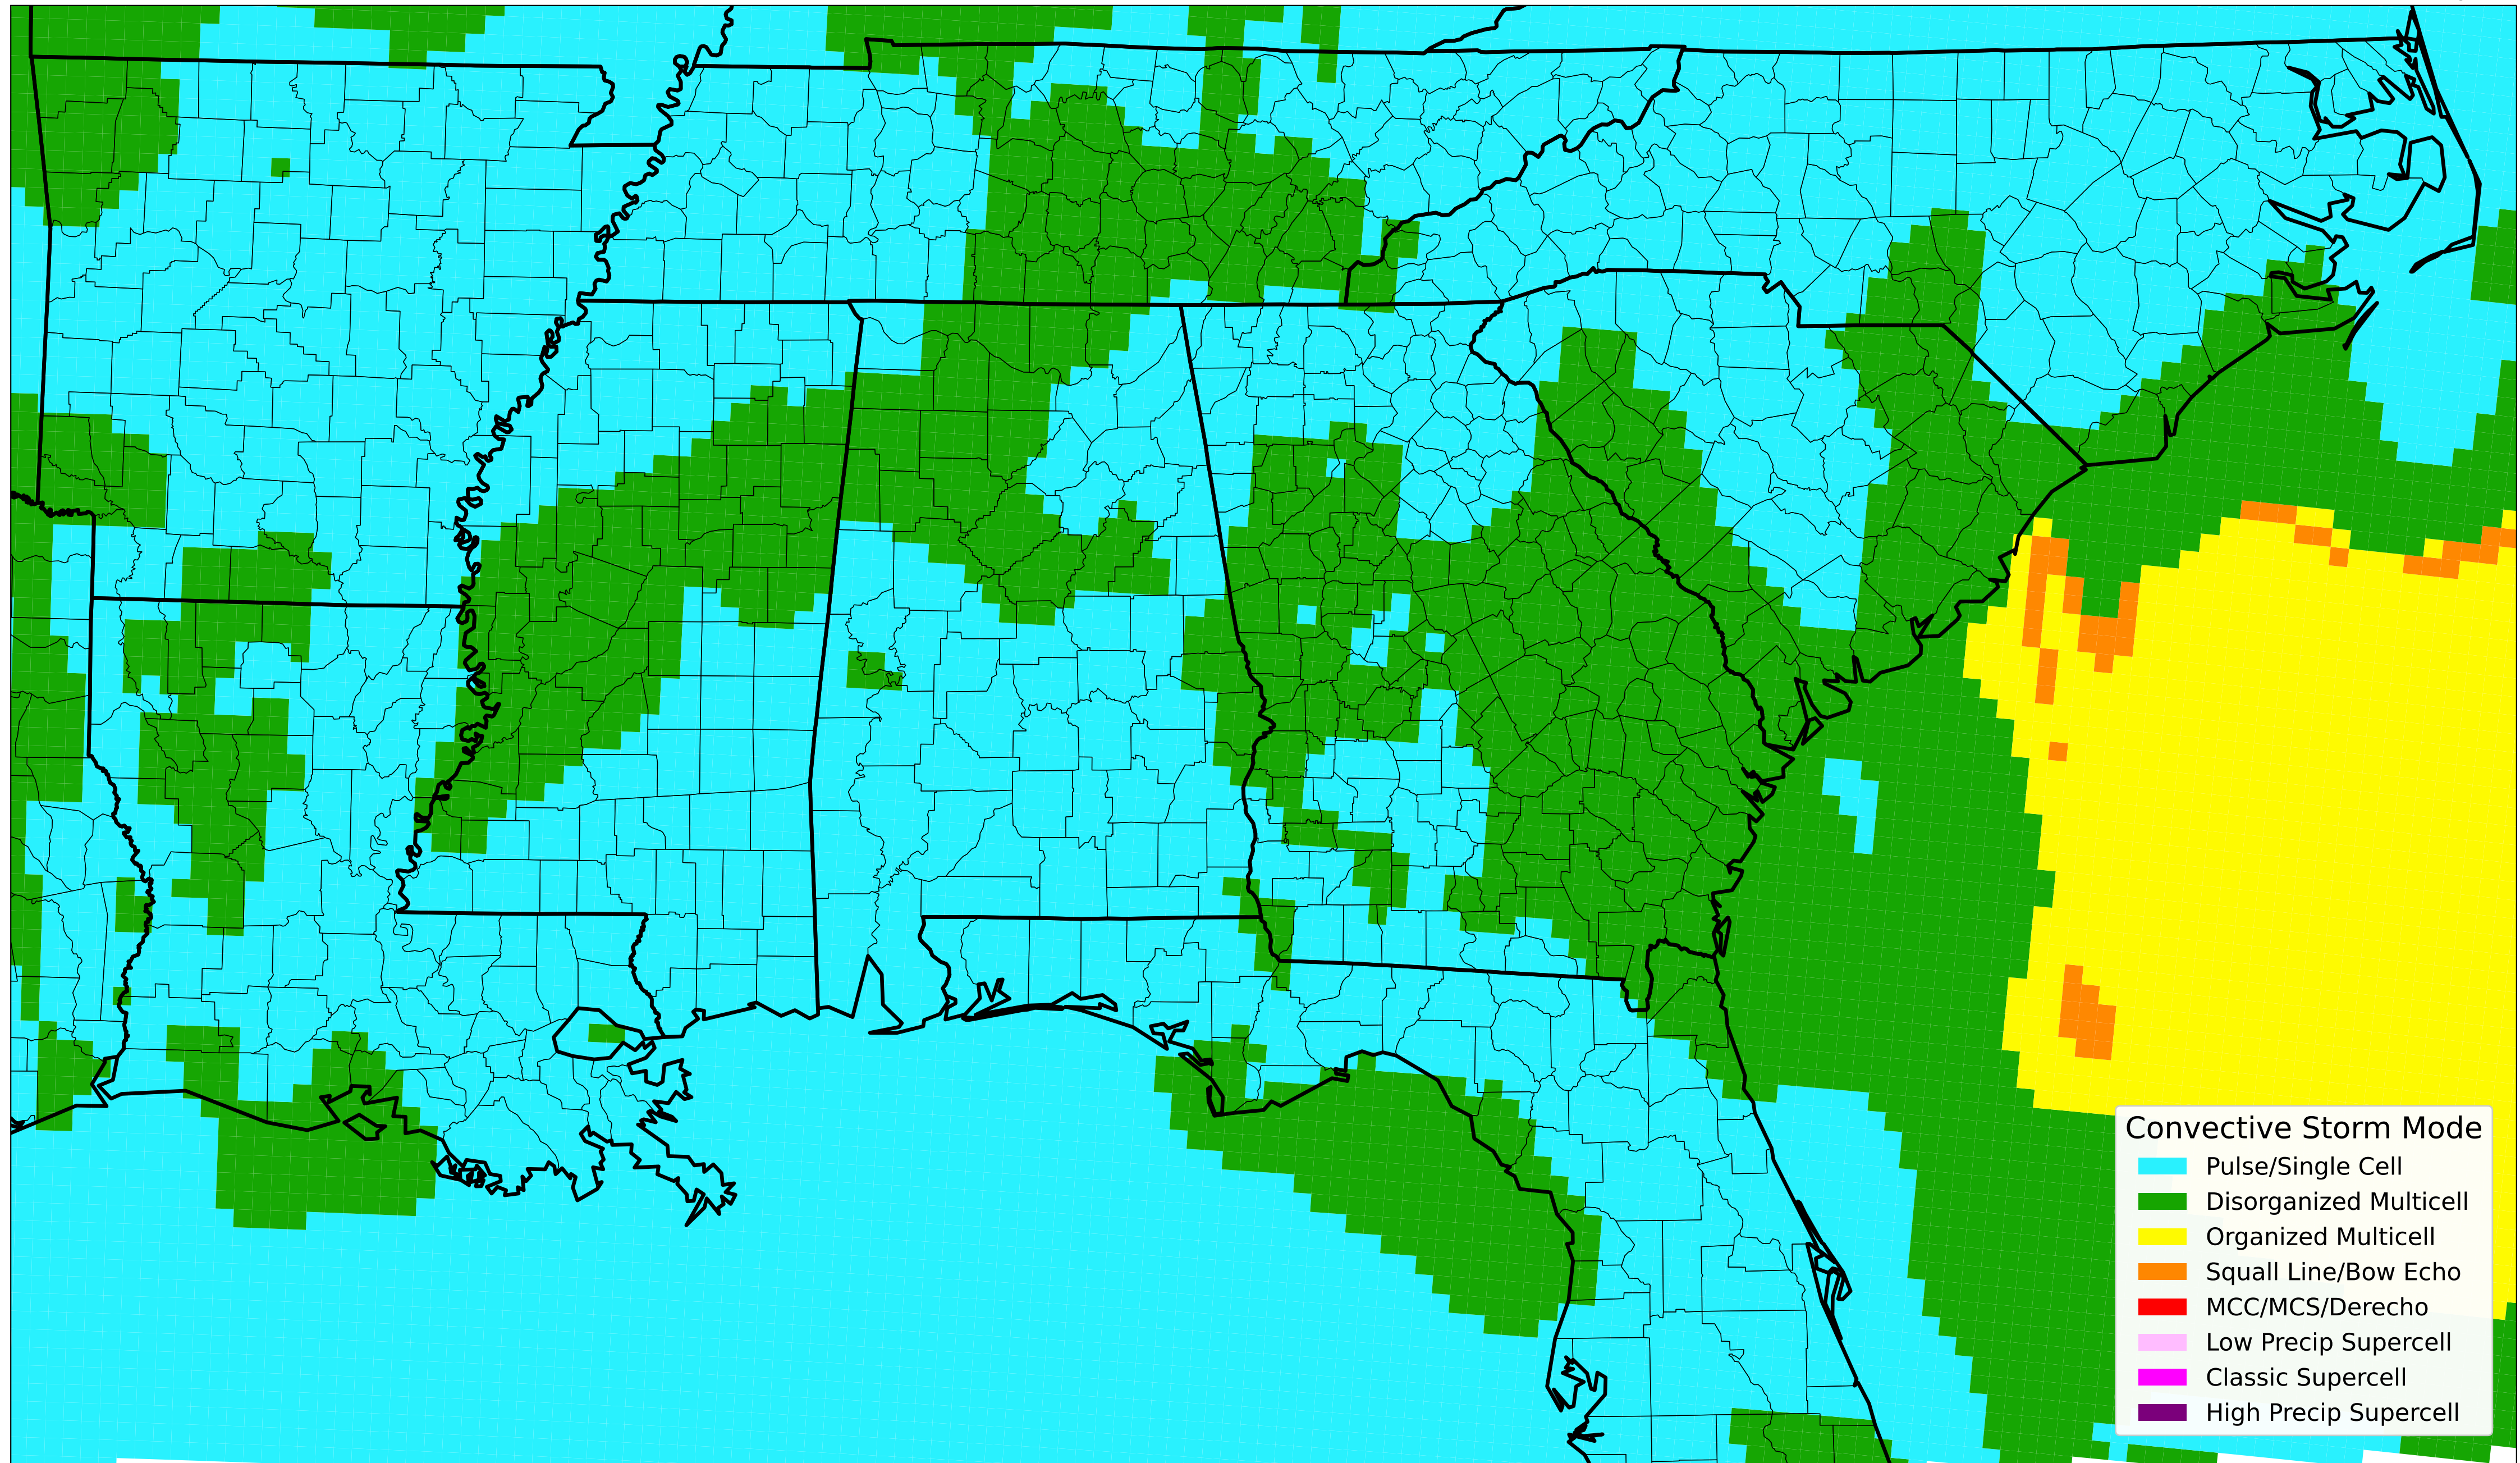 Convective Storm Mode
Pulse/Single Cell
Disorganized Multicell
Organized Multicell
Squall Line/Bow Echo
MCC/MCS/Derecho
Low Precip Supercell
Classic Supercell
High Precip Supercell